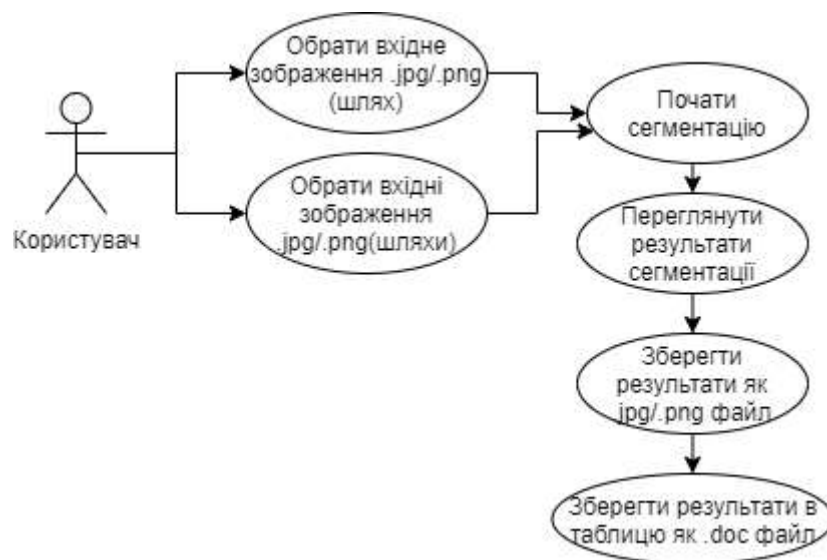 Обрати вхідне
зображення .jpg/.png
(шлях)
Почати
сегментацію
Обрати вхідні
зображення
.jpg/.png(шляхи)
Користувач
Переглянути
результати
сегментації
Зберегти
результати як
jpg/.png файл
Зберегти результати в
таблицю як .doc файл